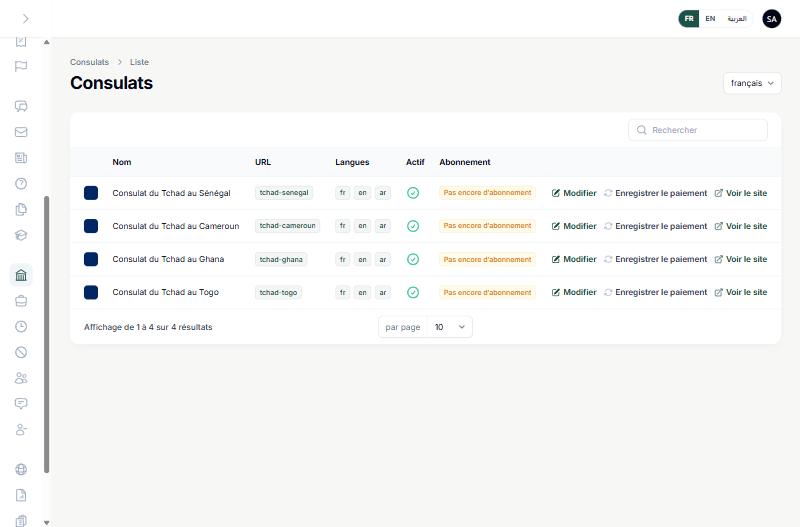 FR EN العربية SA
Consulats Liste
Consulats
français
Rechercher
Nom URL Langues Actif Abonnement
Consulat du Tchad au Sénégal tchad-senegal fr en ar Pas encore d'abonnement Modifier Enregistrer le paiement Voir le site
Consulat du Tchad au Cameroun tchad-cameroun fr en ar Pas encore d'abonnement Modifier Enregistrer le paiement Voir le site
Consulat du Tchad au Ghana tchad-ghana fr en ar Pas encore d'abonnement Modifier Enregistrer le paiement Voir le site
Consulat du Tchad au Togo tchad-togo fr en ar Pas encore d'abonnement Modifier Enregistrer le paiement Voir le site
Affichage de 1 à 4 sur 4 résultats par page 10